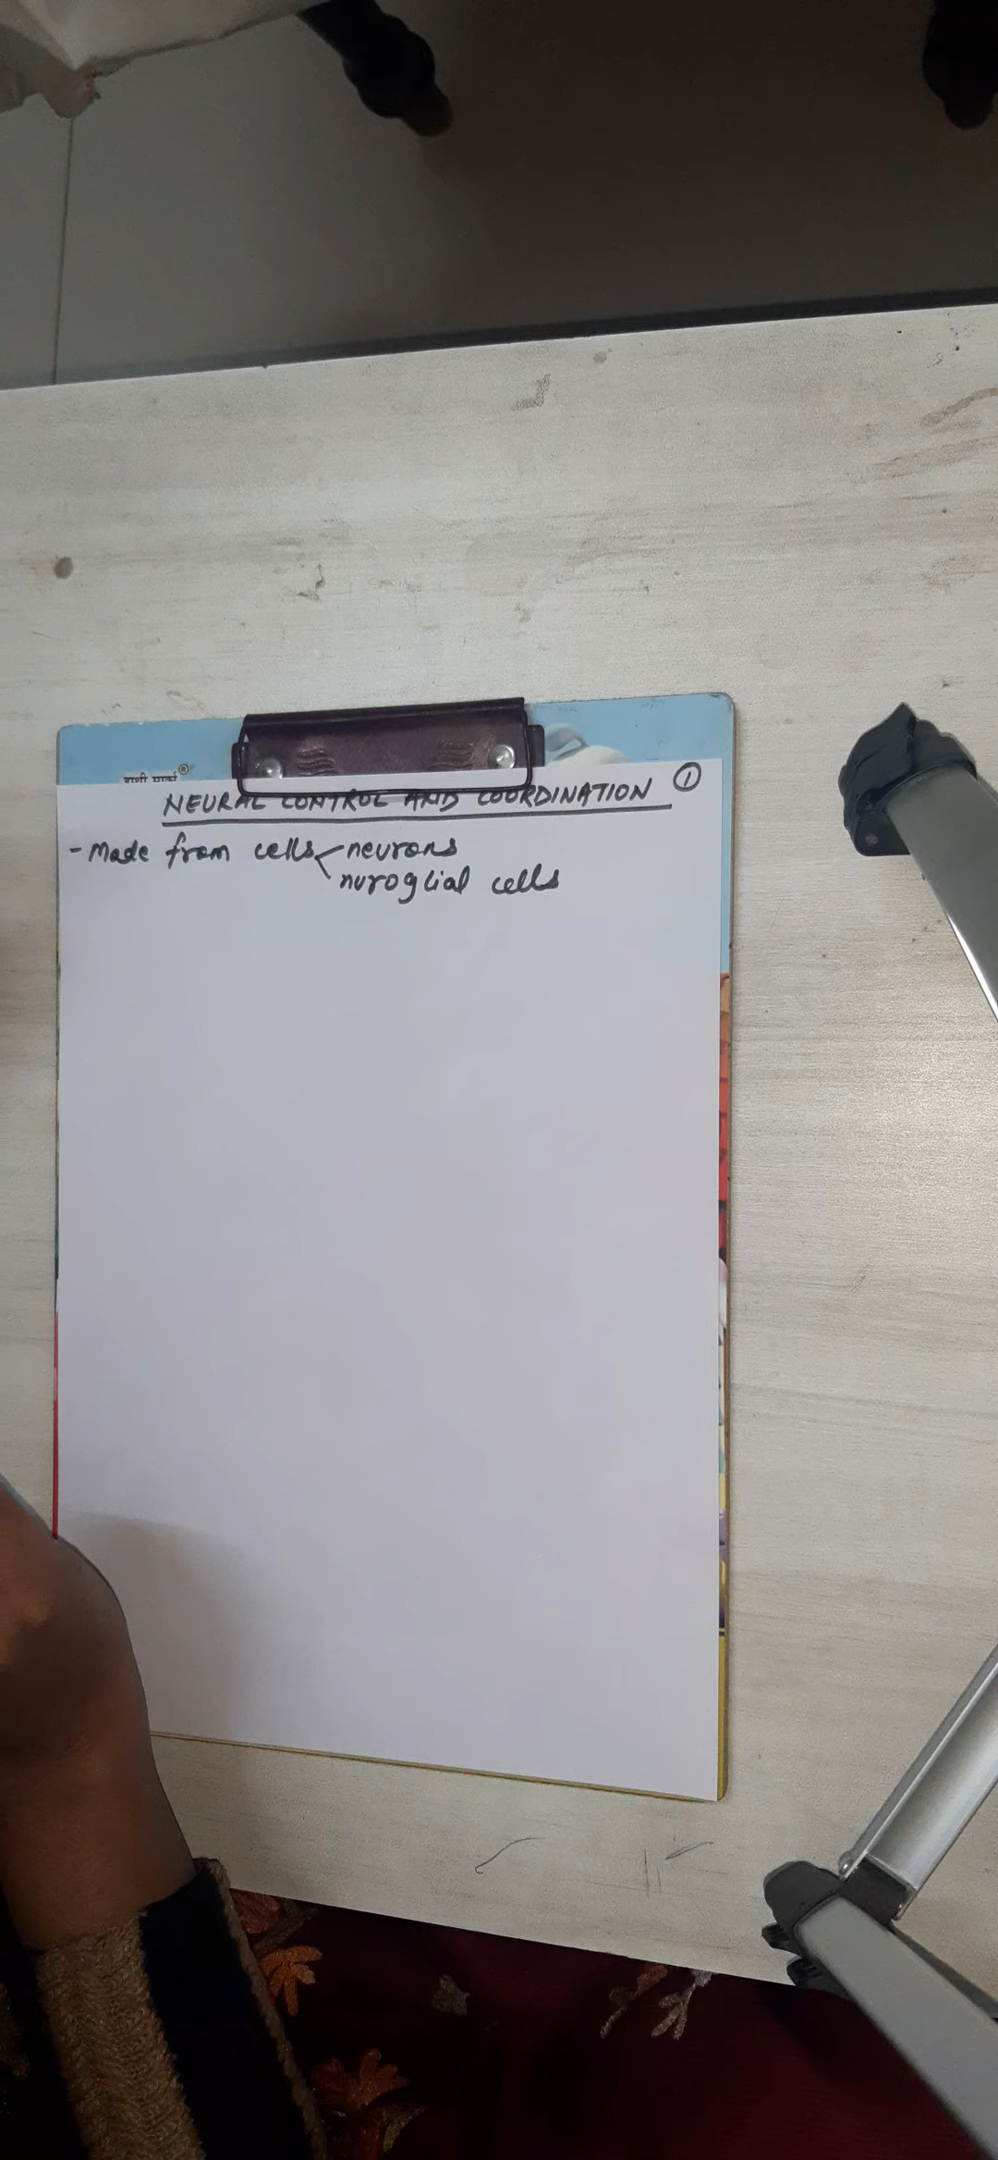 हाथी मार्का®
NEURAL CONTROL AND COORDINATION ①
- Made from cells neurons
nuroglial cells